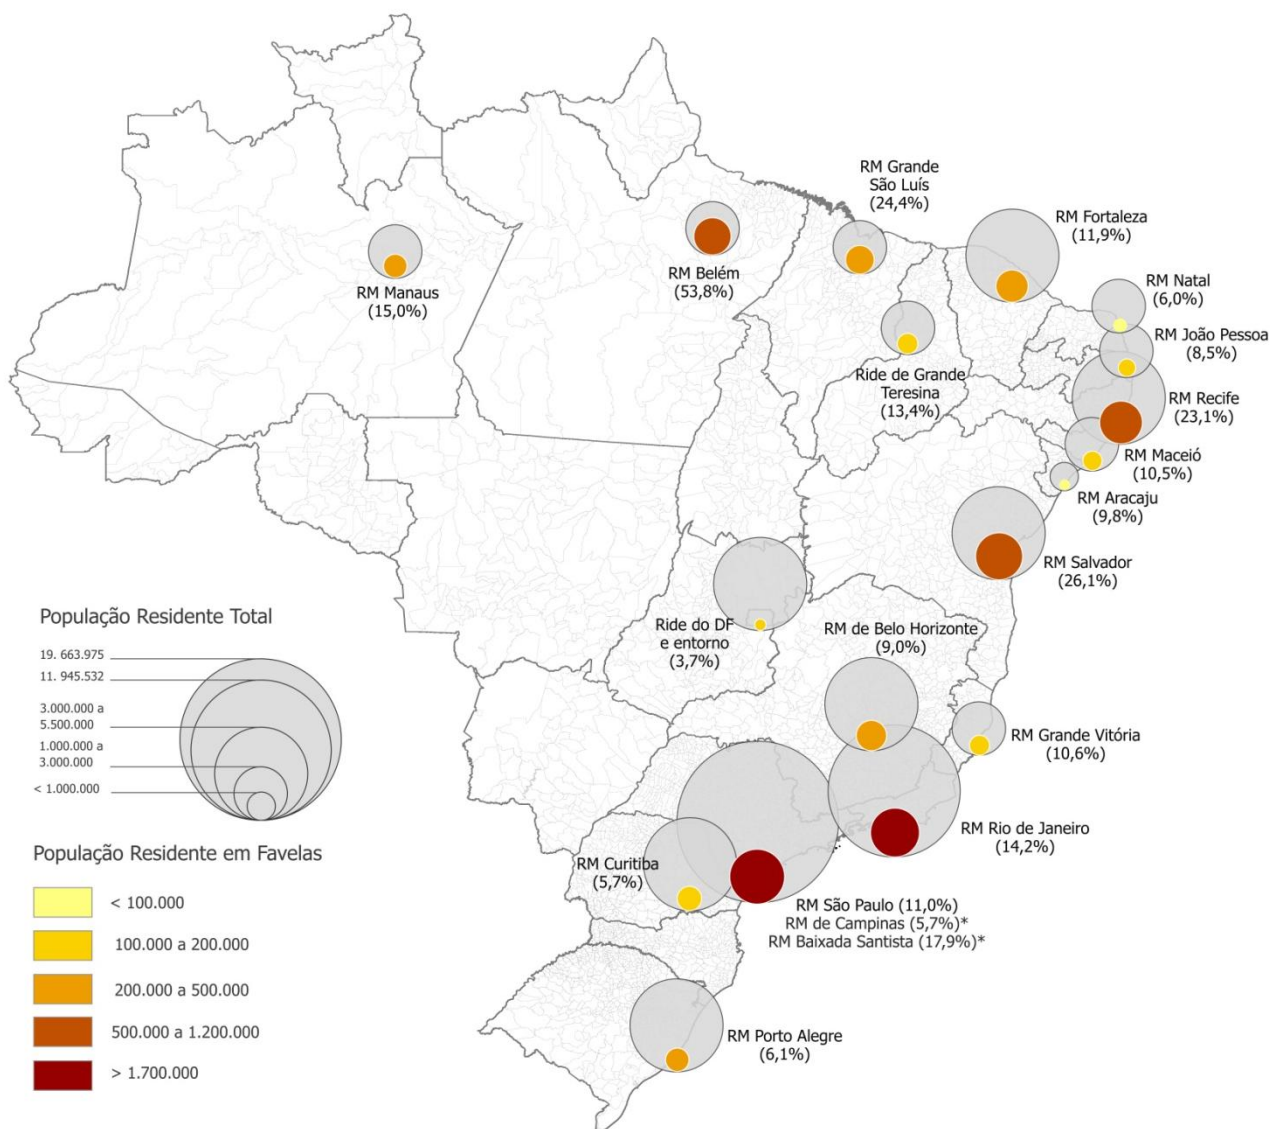 RM Grande
São Luís
(24,4%)
RM Fortaleza
(11,9%)
RM Natal
(6,0%)
RM Belém
(53,8%)
RM Manaus
(15,0%)
RM João Pessoa
(8,5%)
Ride de Grande
Teresina
(13,4%)
RM Recife
(23,1%)
RM Maceió
(10,5%)
RM Aracaju
(9,8%)
RM Salvador
(26,1%)
Ride do DF
e entorno
(3,7%)
RM de Belo Horizonte
(9,0%)
RM Grande Vitória
(10,6%)
RM Rio de Janeiro
(14,2%)
RM Curitiba
(5,7%)
RM São Paulo (11,0%)
RM de Campinas (5,7%)*
RM Baixada Santista (17,9%)*
RM Porto Alegre
(6,1%)
População Residente Total
19. 663.975
11. 945.532
3.000.000 a
5.500.000
1.000.000 a
3.000.000
< 1.000.000
População Residente em Favelas
< 100.000
100.000 a 200.000
200.000 a 500.000
500.000 a 1.200.000
> 1.700.000